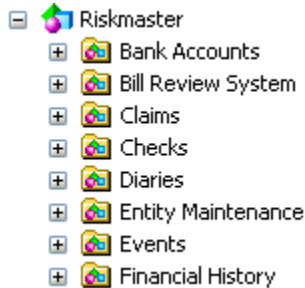 Riskmaster
Bank Accounts
Bill Review System
Claims
Checks
Diaries
Entity Maintenance
Events
Financial History